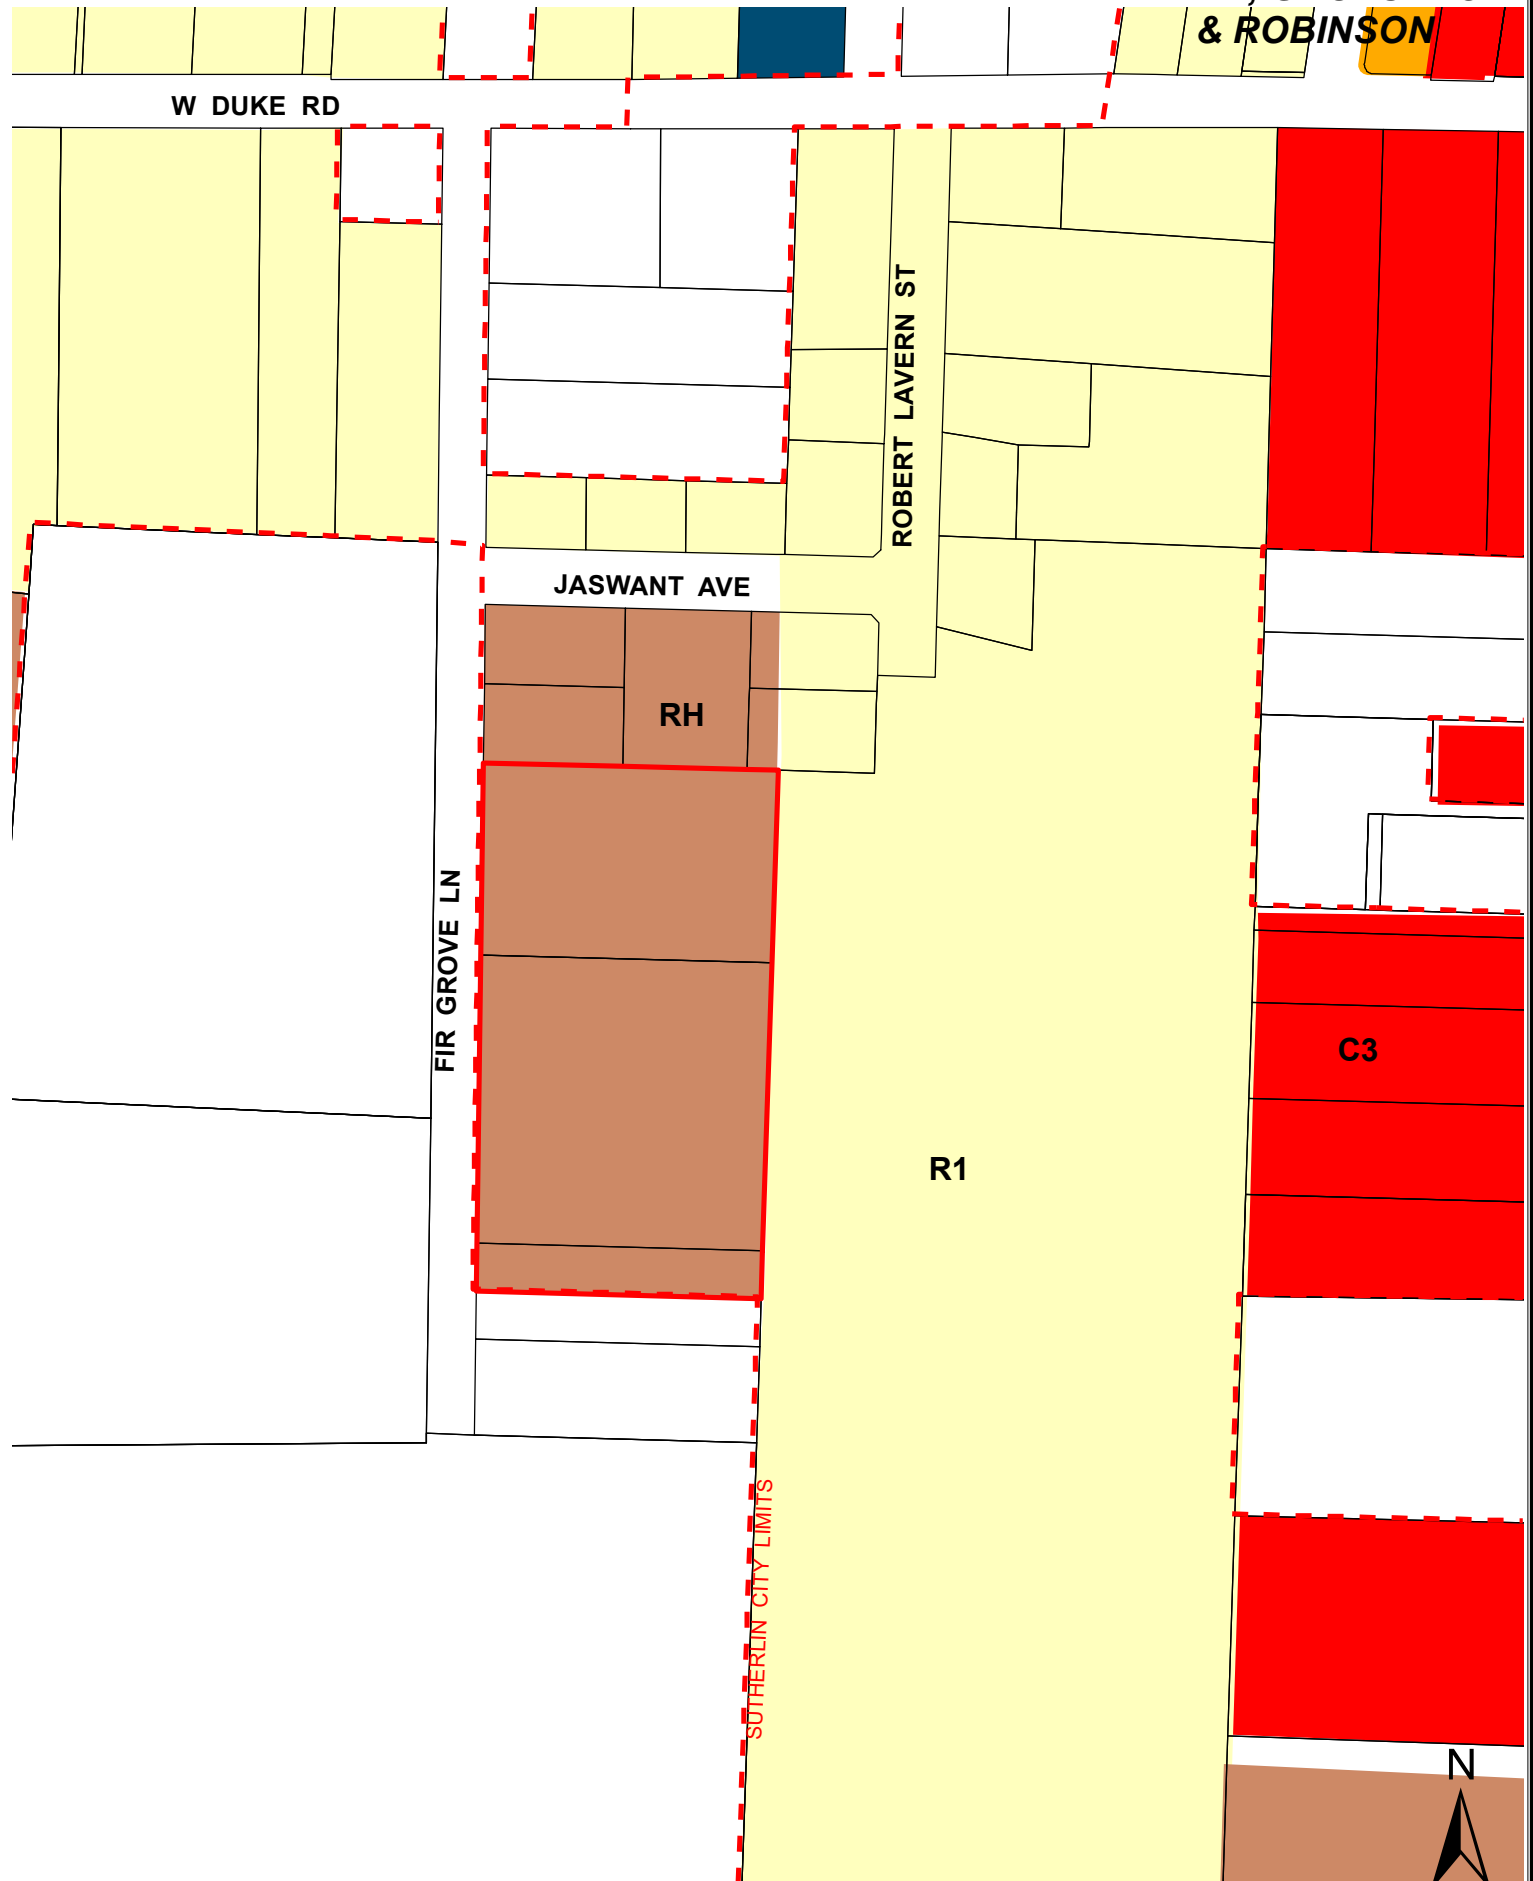 & ROBINSON
W DUKE RD
ROBERT LAVERN ST
JASWANT AVE
RH
FIR GROVE LN
C3
R1
SUTHERLIN CITY LIMITS
N